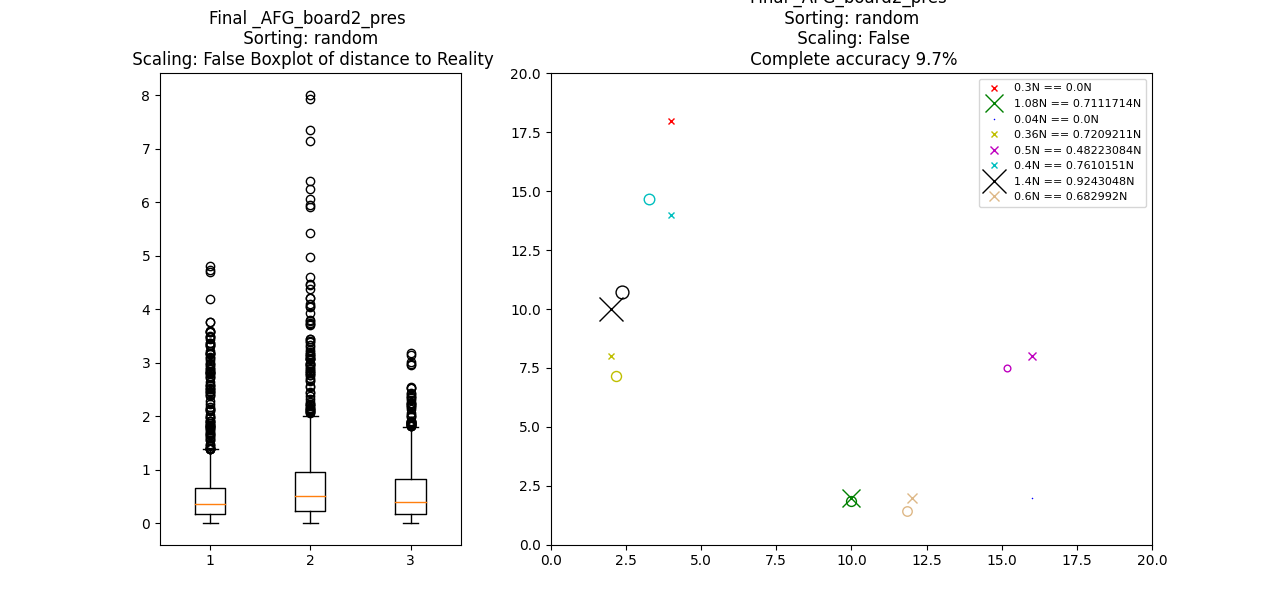 Final _AFG_board2_pres
Sorting: random
Scaling: False Boxplot of distance to Reality
8
7
6
5
4
3
2
1
0
1 2 3
Final _AFG_board2_pres
Sorting: random
Scaling: False
Complete accuracy 9.7%
20.0
17.5
15.0
12.5
10.0
7.5
5.0
2.5
0.0
0.0 2.5 5.0 7.5 10.0 12.5 15.0 17.5 20.0
0.3N == 0.0N
1.08N == 0.7111714N
0.04N == 0.0N
0.36N == 0.7209211N
0.5N == 0.48223084N
0.4N == 0.7610151N
1.4N == 0.9243048N
0.6N == 0.682992N